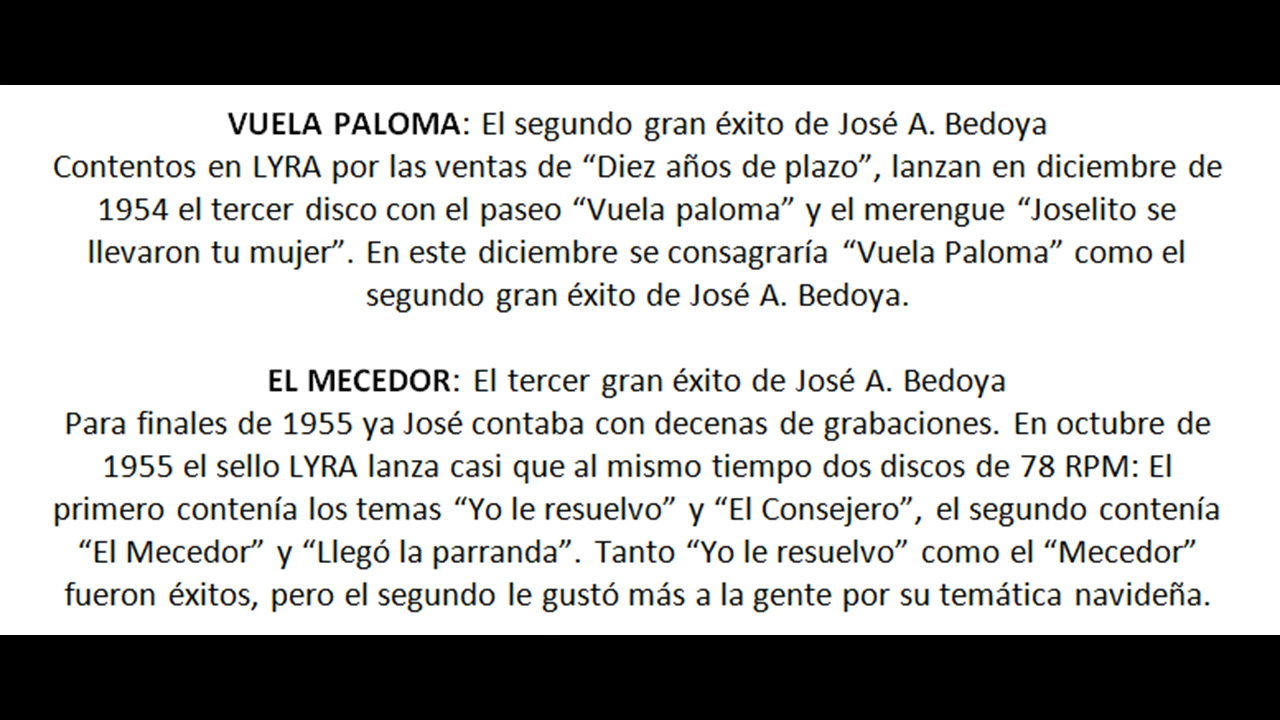 VUELA PALOMA: El segundo gran éxito de José A. Bedoya
Contentos en LYRA por las ventas de “Diez años de plazo”, lanzan en diciembre de
1954 el tercer disco con el paseo “Vuela paloma” y el merengue “Joselito se
llevaron tu mujer”. En este diciembre se consagraría “Vuela Paloma” como el
segundo gran éxito de José A. Bedoya.
EL MECEDOR: El tercer gran éxito de José A. Bedoya
Para finales de 1955 ya José contaba con decenas de grabaciones. En octubre de
1955 el sello LYRA lanza casi que al mismo tiempo dos discos de 78 RPM: El
primero contenía los temas “Yo le resuelvo” y “El Consejero”, el segundo contenía
“El Mecedor” y “Llegó la parranda”. Tanto “Yo le resuelvo” como el “Mecedor”
fueron éxitos, pero el segundo le gustó más a la gente por su temática navideña.